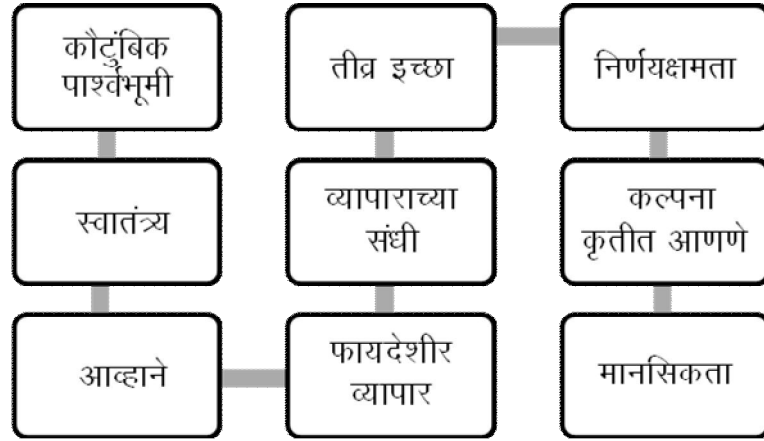 कौटुंबिक
पार्श्वभूमी
स्वातंत्र्य
आव्हाने
फायदेशीर
व्यापार
व्यापाराच्या
संधी
तीव्र इच्छा
निर्णयक्षमता
कल्पना
कृतीत आणणे
मानसिकता